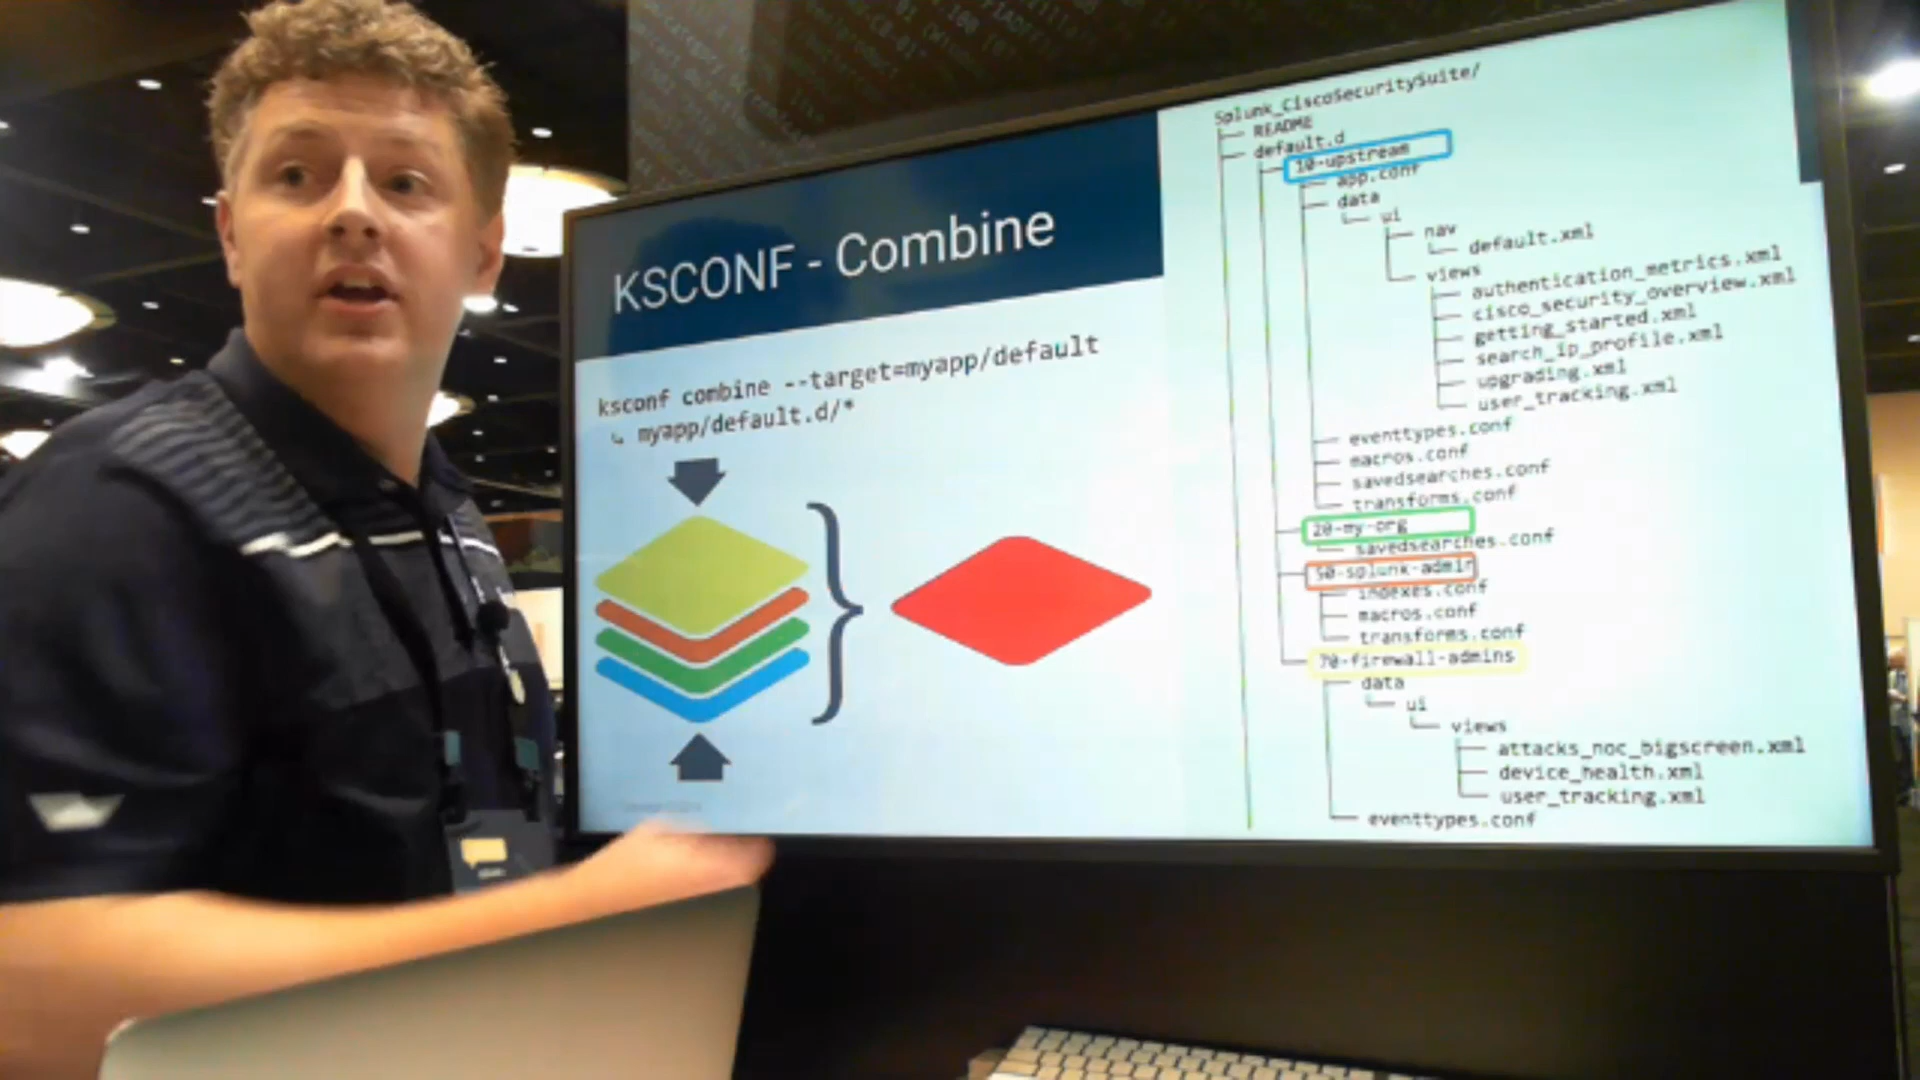 KSCONF - Combine
ksconf combine --target=myapp/default
↳ myapp/default.d/*
Splunk_CiscoSecuritySuite/
README
default.d
10-upstream
app.conf
data
ui
nav
default.xml
views
authentication_metrics.xml
cisco_security_overview.xml
getting_started.xml
search_ip_profile.xml
upgrading.xml
user_tracking.xml
eventtypes.conf
macros.conf
savedsearches.conf
transforms.conf
20-my-org
savedsearches.conf
50-splunk-admin
indexes.conf
macros.conf
transforms.conf
70-firewall-admins
data
ui
views
attacks_noc_bigscreen.xml
device_health.xml
user_tracking.xml
eventtypes.conf